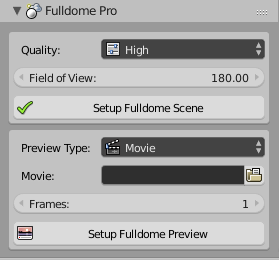 Fulldome Pro
Quality: High
Field of View: 180.00
Setup Fulldome Scene
Preview Type: Movie
Movie:
Frames: 1
Setup Fulldome Preview